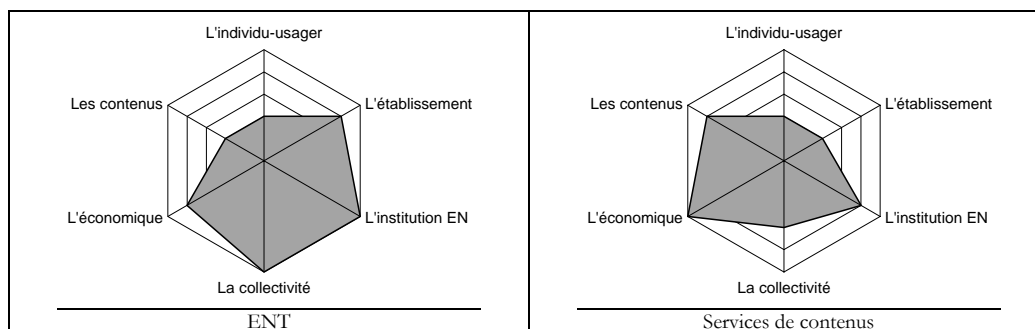 L'individu-usager
Les contenus
L'établissement
L'économique
L'institution EN
La collectivité
ENT
L'individu-usager
Les contenus
L'établissement
L'économique
L'institution EN
La collectivité
Services de contenus